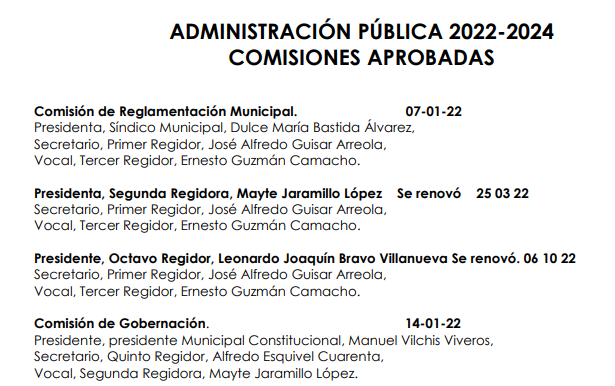 ADMINISTRACIÓN PÚBLICA 2022-2024
COMISIONES APROBADAS
Comisión de Reglamentación Municipal. 07-01-22
Presidenta, Síndico Municipal, Dulce María Bastida Álvarez,
Secretario, Primer Regidor, José Alfredo Guisar Arreola,
Vocal, Tercer Regidor, Ernesto Guzmán Camacho.
Presidenta, Segunda Regidora, Mayte Jaramillo López Se renovó 25 03 22
Secretario, Primer Regidor, José Alfredo Guisar Arreola,
Vocal, Tercer Regidor, Ernesto Guzmán Camacho.
Presidente, Octavo Regidor, Leonardo Joaquín Bravo Villanueva Se renovó. 06 10 22
Secretario, Primer Regidor, José Alfredo Guisar Arreola,
Vocal, Tercer Regidor, Ernesto Guzmán Camacho.
Comisión de Gobernación. 14-01-22
Presidente, presidente Municipal Constitucional, Manuel Vilchis Viveros,
Secretario, Quinto Regidor, Alfredo Esquivel Cuarenta,
Vocal, Segunda Regidora, Mayte Jaramillo López.